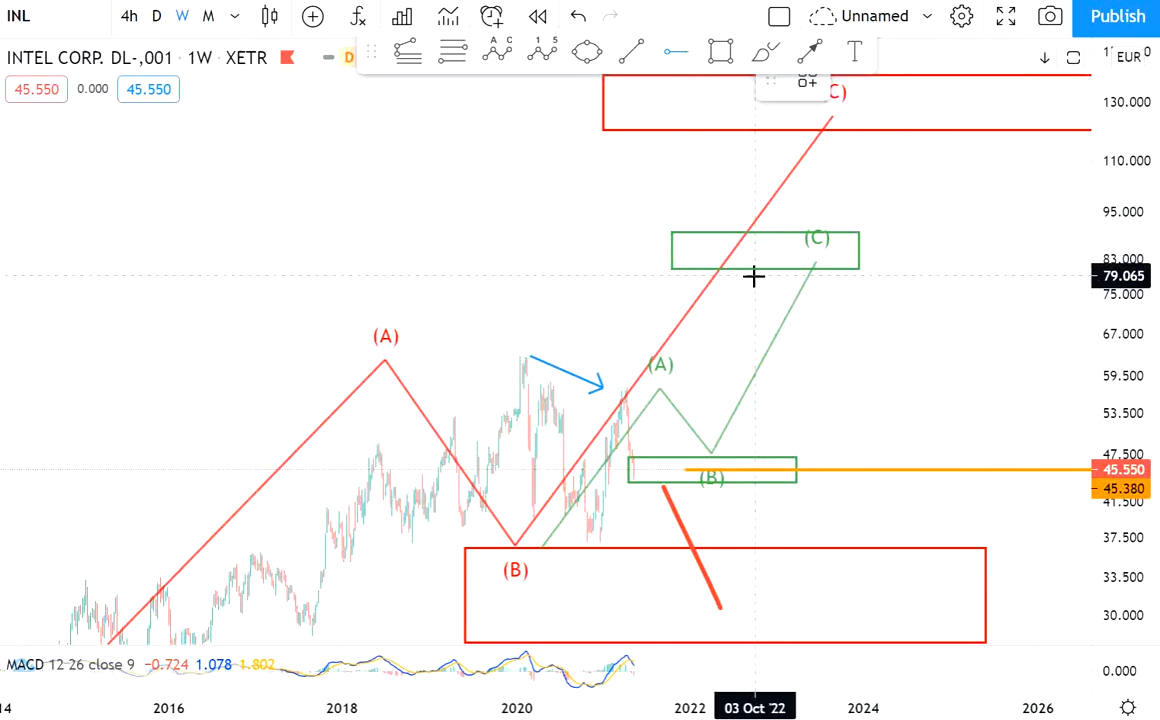 INL 4h D W M Unnamed Publish
INTEL CORP. DL-,001 · 1W · XETR D EUR
45.550 0.000 45.550
A C
1 5
C)
130.000
110.000
95.000
(C)
83.000
79.065
75.000
(A)
67.000
(A)
59.500
53.500
47.500
45.550
(B)
45.380
41.500
37.500
(B)
33.500
30.000
MACD 12 26 close 9 −0.724 1.078 1.802
0.000
14 2016 2018 2020 2022 03 Oct '22 2024 2026